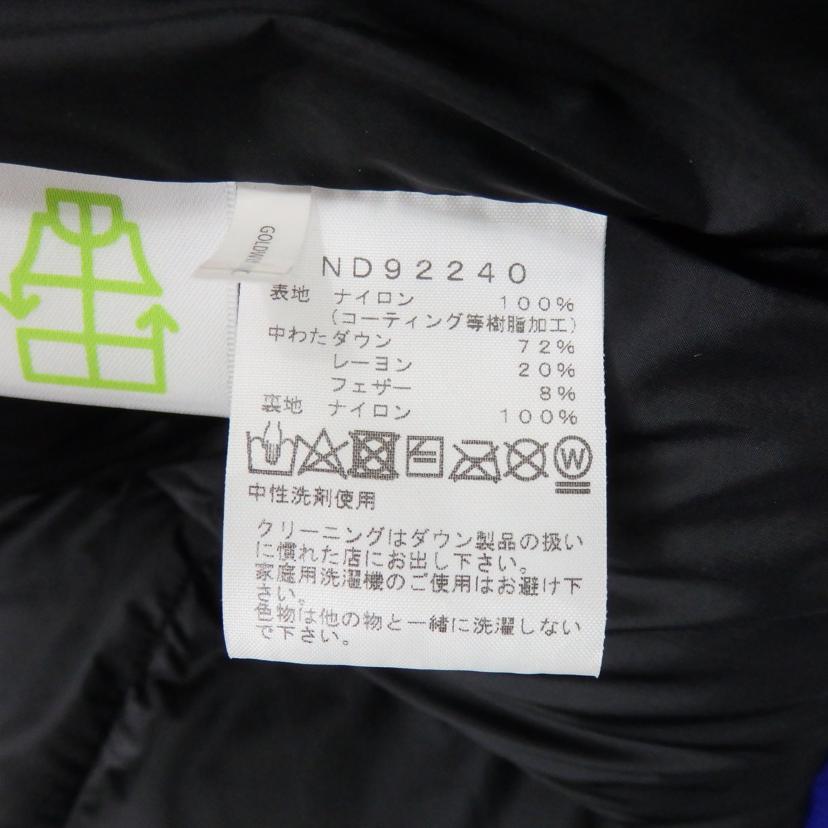 GOLDWI
ND92240
表地 ナイロン 100%
(コーティング等樹脂加工)
中わた ダウン 72%
レーヨン 20%
フェザー 8%
裏地 ナイロン 100%
W
中性洗剤使用
クリーニングはダウン製品の扱い
に慣れた店にお出し下さい。
家庭用洗濯機のご使用はお避け下
さい。
色物は他の物と一緒に洗濯しない
で下さい。